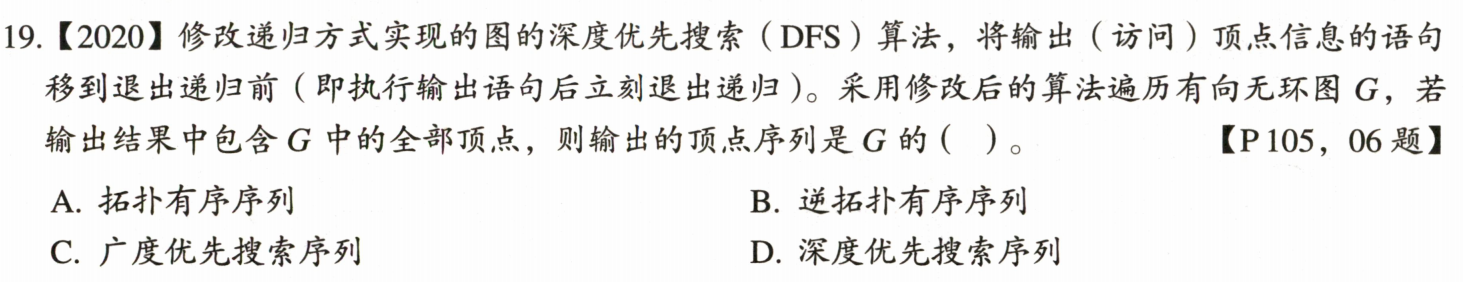 19.【2020】修改递归方式实现的图的深度优先搜索（DFS）算法，将输出（访问）顶点信息的语句
移到退出递归前（即执行输出语句后立刻退出递归）。采用修改后的算法遍历有向无环图 G，若
输出结果中包含 G 中的全部顶点，则输出的顶点序列是 G 的（ ）。 【P105，06 题】
A. 拓扑有序序列 B. 逆拓扑有序序列
C. 广度优先搜索序列 D. 深度优先搜索序列